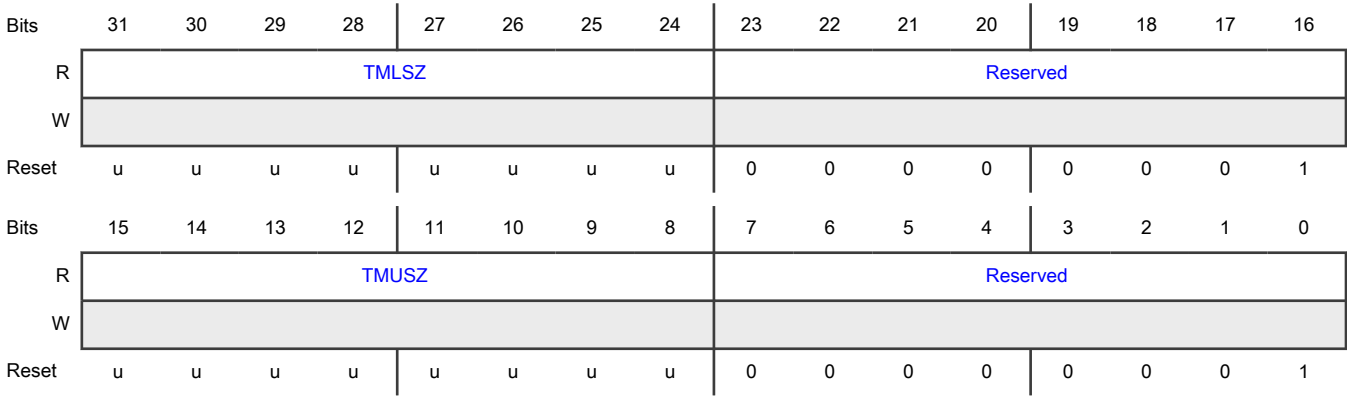 Bits 31 30 29 28 27 26 25 24 23 22 21 20 19 18 17 16
R TMLSZ Reserved
W
Reset u u u u u u u u 0 0 0 0 0 0 0 1
Bits 15 14 13 12 11 10 9 8 7 6 5 4 3 2 1 0
R TMUSZ Reserved
W
Reset u u u u u u u u 0 0 0 0 0 0 0 1